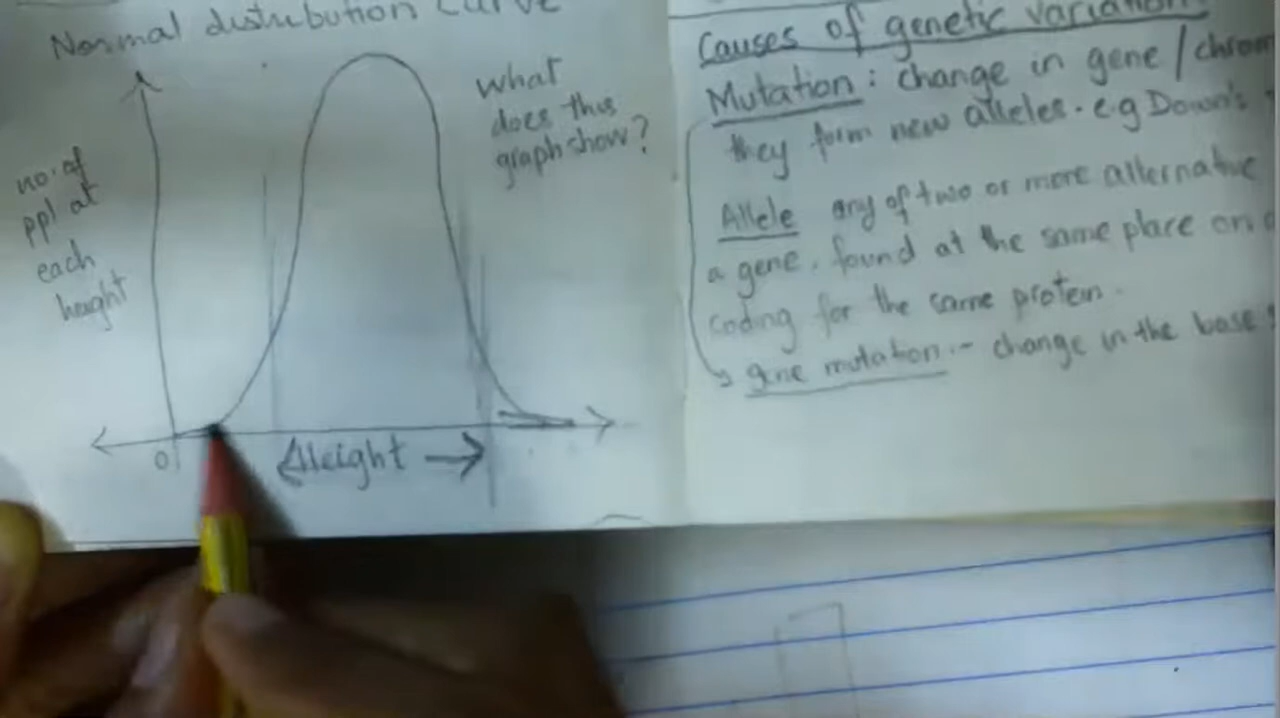 Normal distribution Curve
no. of
ppl at
each
height
what
does this
graph show?
0
Height
Causes of genetic variation
Mutation: change in gene/chrom
they form new alleles. e.g Down's
Allele any of two or more alternative
a gene. found at the same place on
coding for the same protein.
gene mutation - change in the base